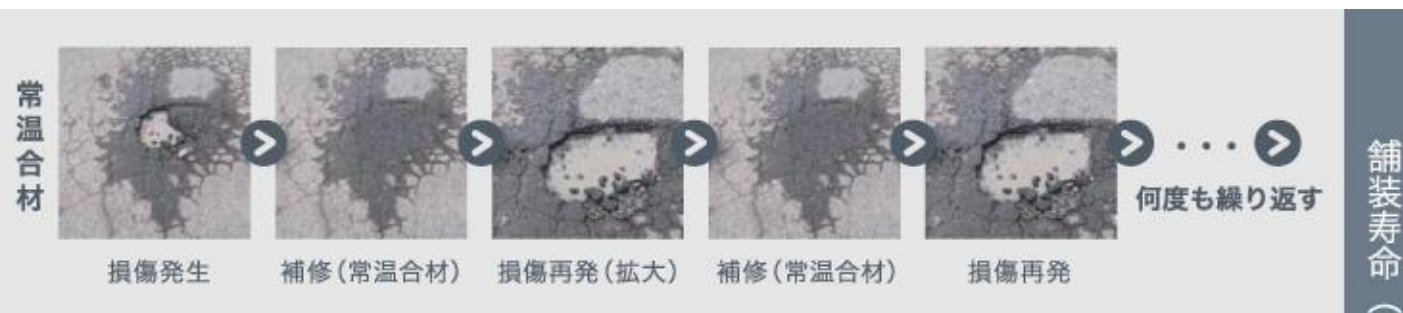 常温合材
損傷発生
補修(常温合材)
損傷再発(拡大)
補修(常温合材)
損傷再発
・・・
何度も繰り返す
舗装寿命(